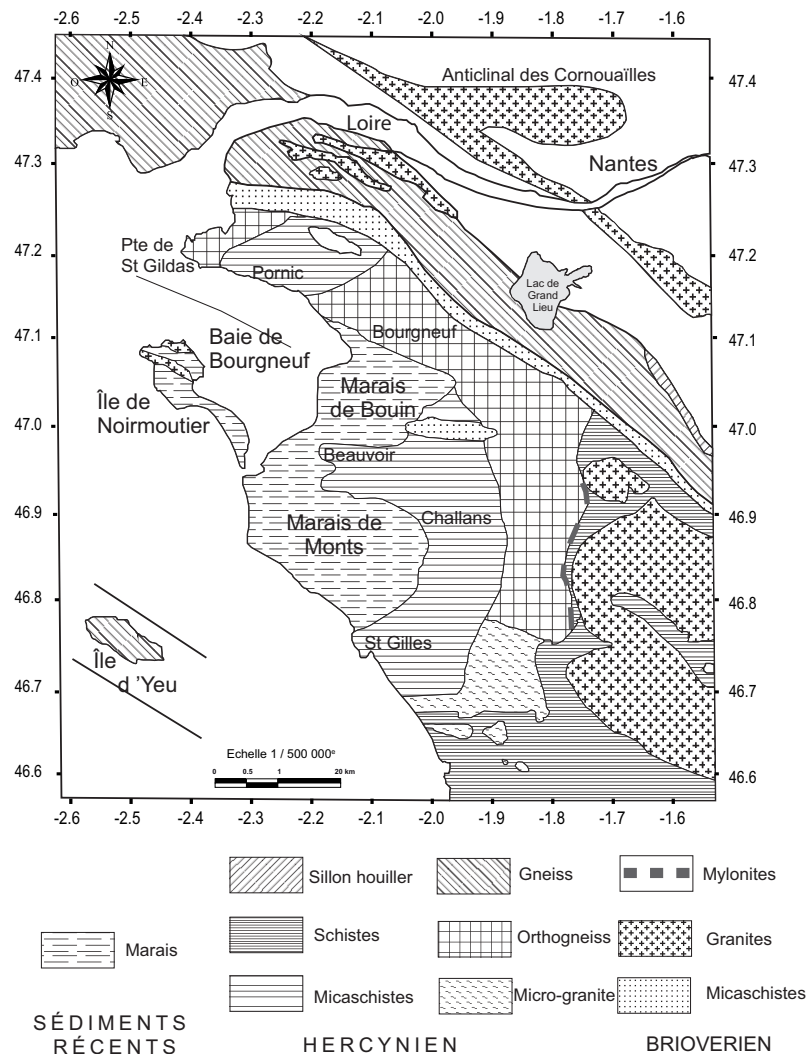 -2.6 -2.5 -2.4 -2.3 -2.2 -2.1 -2.0 -1.9 -1.8 -1.7 -1.6
N
O E
S
47.4 47.4
Anticlinal des Cornouaïlles
Loire
Nantes
47.3 47.3
Pte de
St Gildas
47.2 47.2
Pornic
Lac de
Grand
Lieu
47.1 47.1
Bourgneuf
Baie de
Bourgneuf
Marais
de Bouin
Île de
Noirmoutier
47.0 47.0
Beauvoir
46.9 46.9
Challans
Marais de
Monts
46.8 46.8
St Gilles
Île
d 'Yeu
46.7 46.7
Echelle 1 / 500 000e
0 0.5 1 20 km
46.6 46.6
-2.6 -2.5 -2.4 -2.3 -2.2 -2.1 -2.0 -1.9 -1.8 -1.7 -1.6
Sillon houiller Gneiss Mylonites
Marais Schistes Orthogneiss Granites
Micaschistes Micro-granite Micaschistes
SÉDIMENTS
RÉCENTS HERCYNIEN BRIOVERIEN